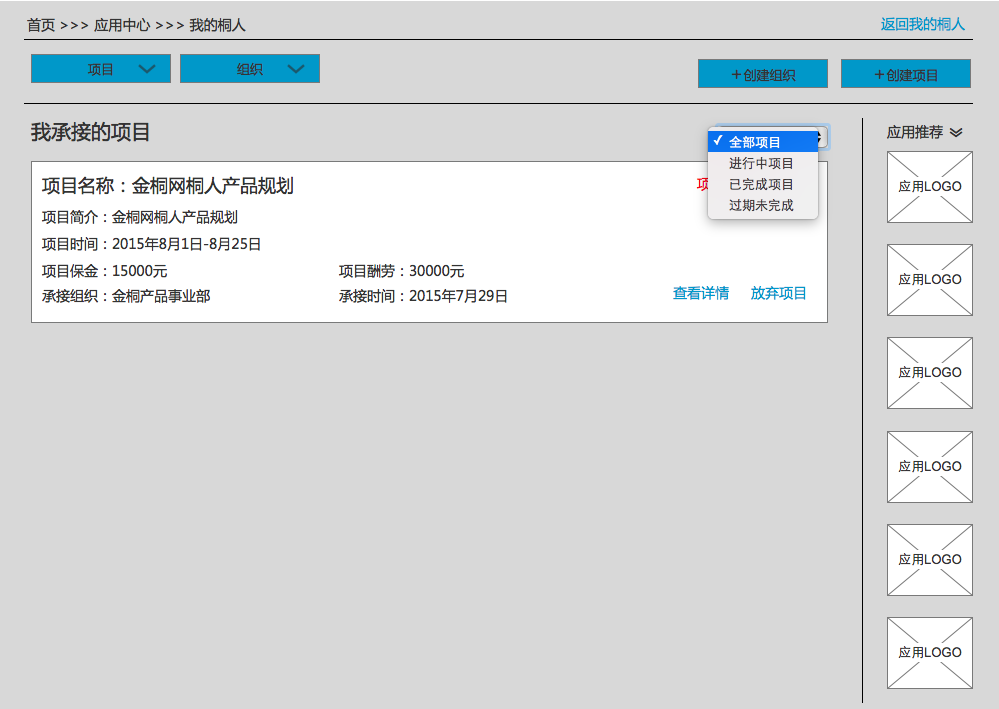 首页 >>> 应用中心 >>> 我的桐人
返回我的桐人
项目
组织
+创建组织
+创建项目
我承接的项目
✓ 全部项目
进行中项目
已完成项目
过期未完成
应用推荐
项目名称：金桐网桐人产品规划
项
项目简介：金桐网桐人产品规划
项目时间：2015年8月1日-8月25日
项目保金：15000元
项目酬劳：30000元
承接组织：金桐产品事业部
承接时间：2015年7月29日
查看详情
放弃项目
应用LOGO
应用LOGO
应用LOGO
应用LOGO
应用LOGO
应用LOGO